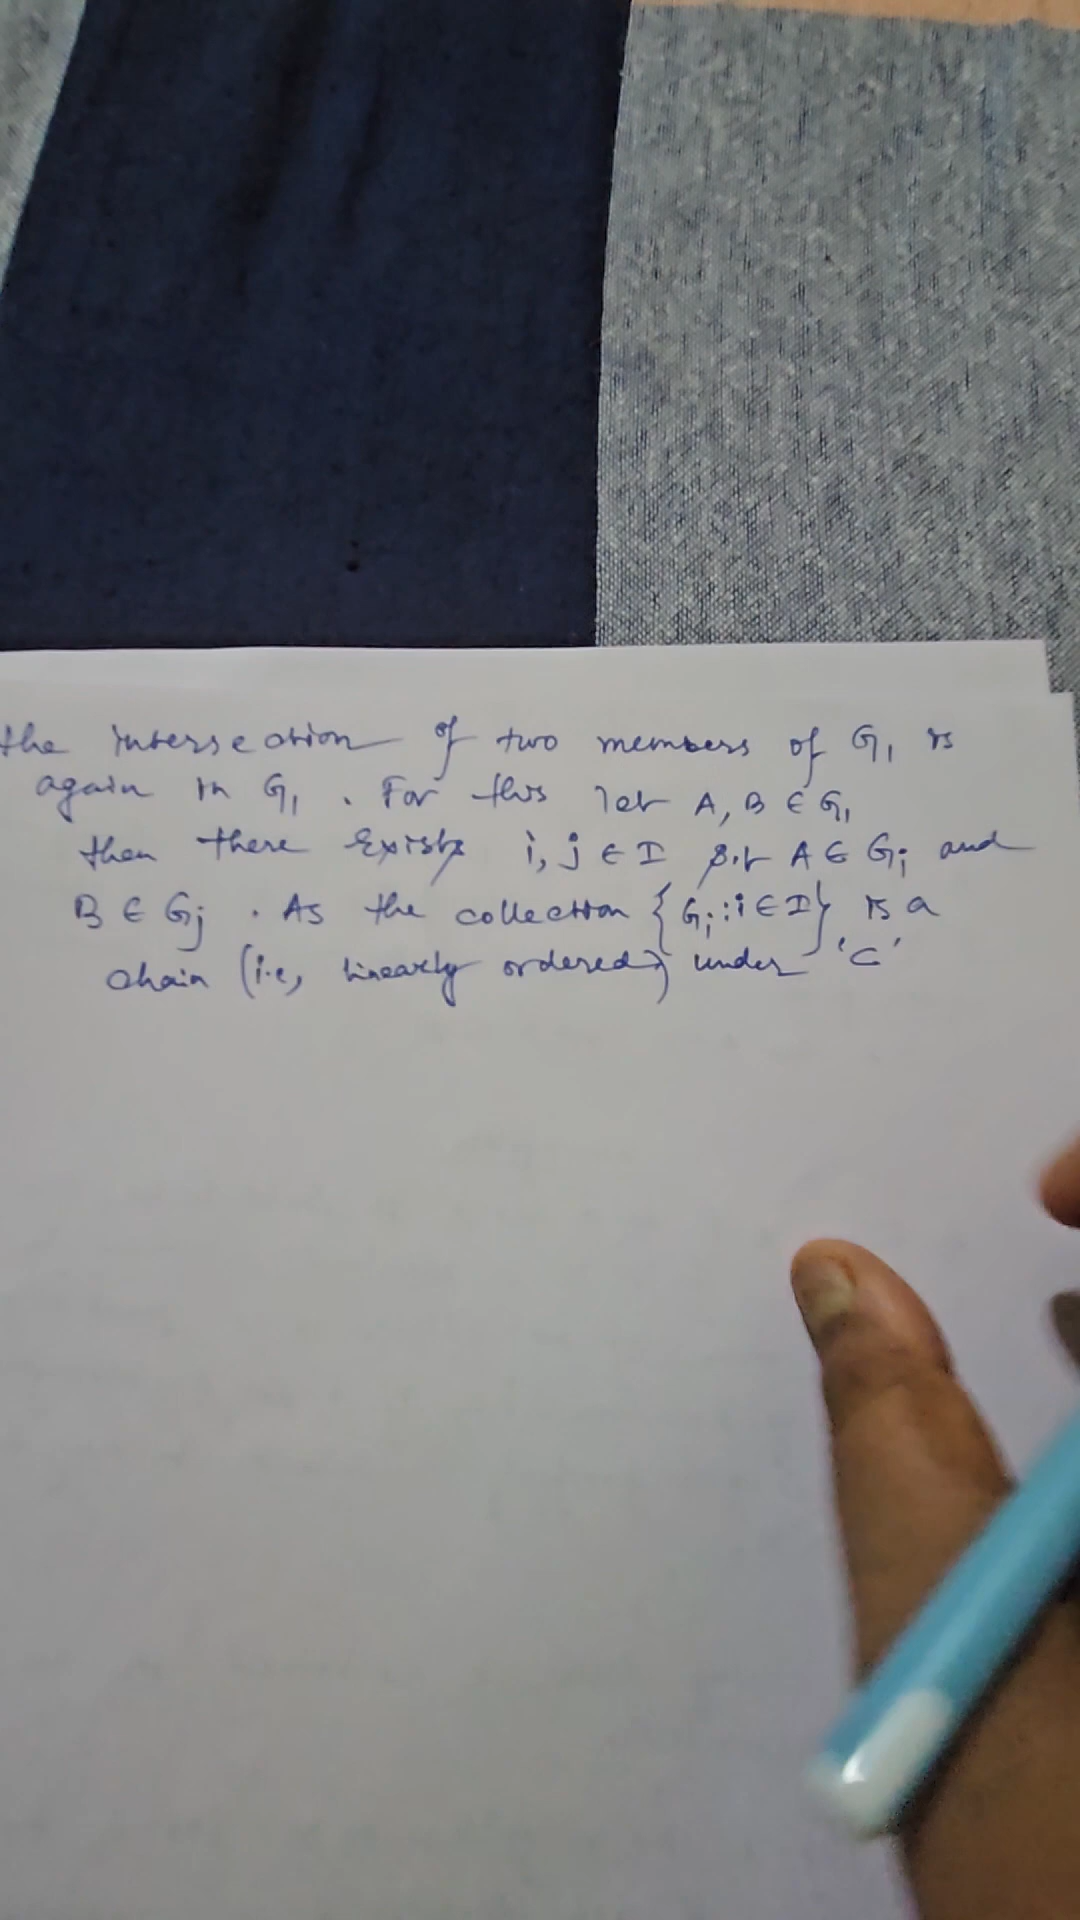 the intersection of two members of G1 is
again in G1. For this let A, B ∈ G1
then there exists i, j ∈ I s.t A ∈ Gi and
B ∈ Gj. As the collection {Gi : i ∈ I} is a
chain (i.e, linearly ordered) under '⊂'